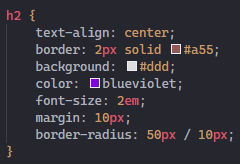 h2 {
text-align: center;
border: 2px solid #a55;
background: #ddd;
color: blueviolet;
font-size: 2em;
margin: 10px;
border-radius: 50px / 10px;
}